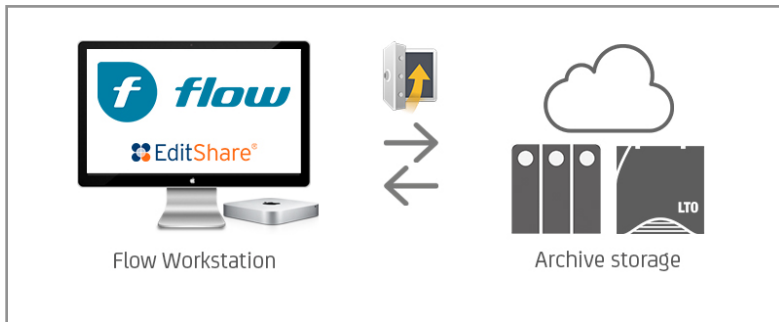 f flow
EditShare®
LTO
Flow Workstation
Archive storage